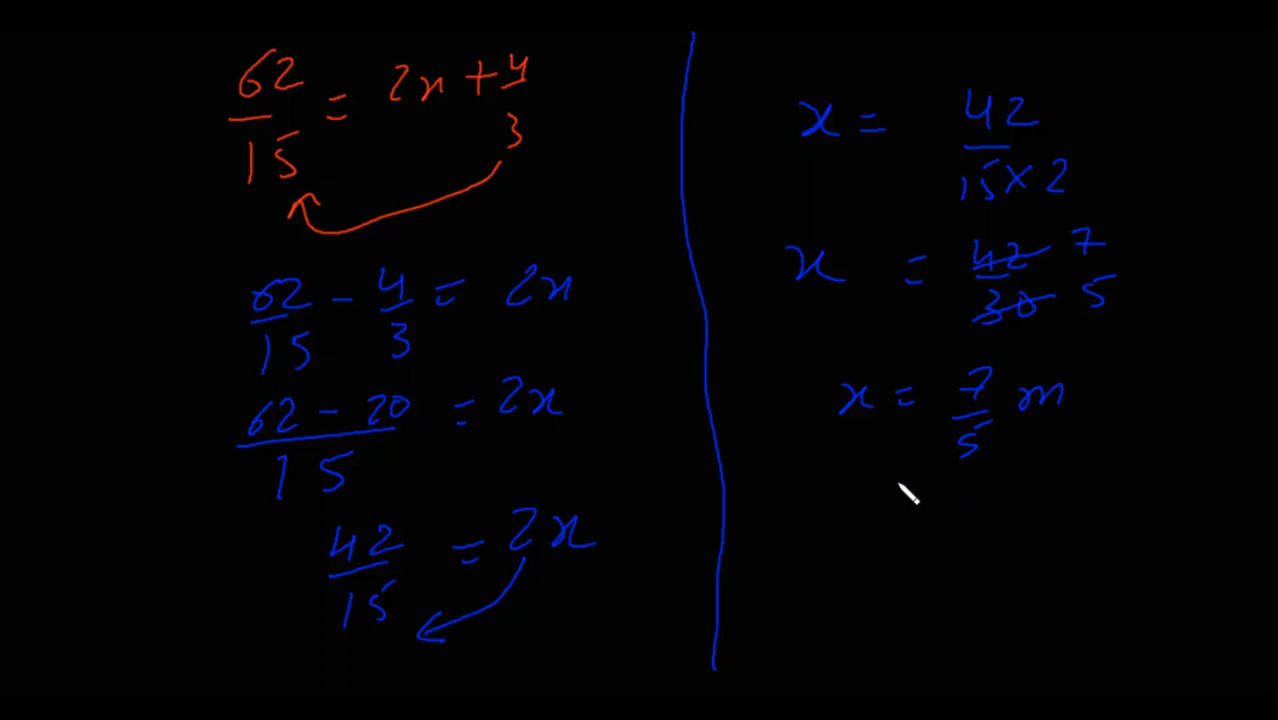 62/15 = 2x + 4/3
62/15 - 4/3 = 2x
62 - 20/15 = 2x
42/15 = 2x
x = 42/15×2
x = 42/30 7/5
x = 7/5 m